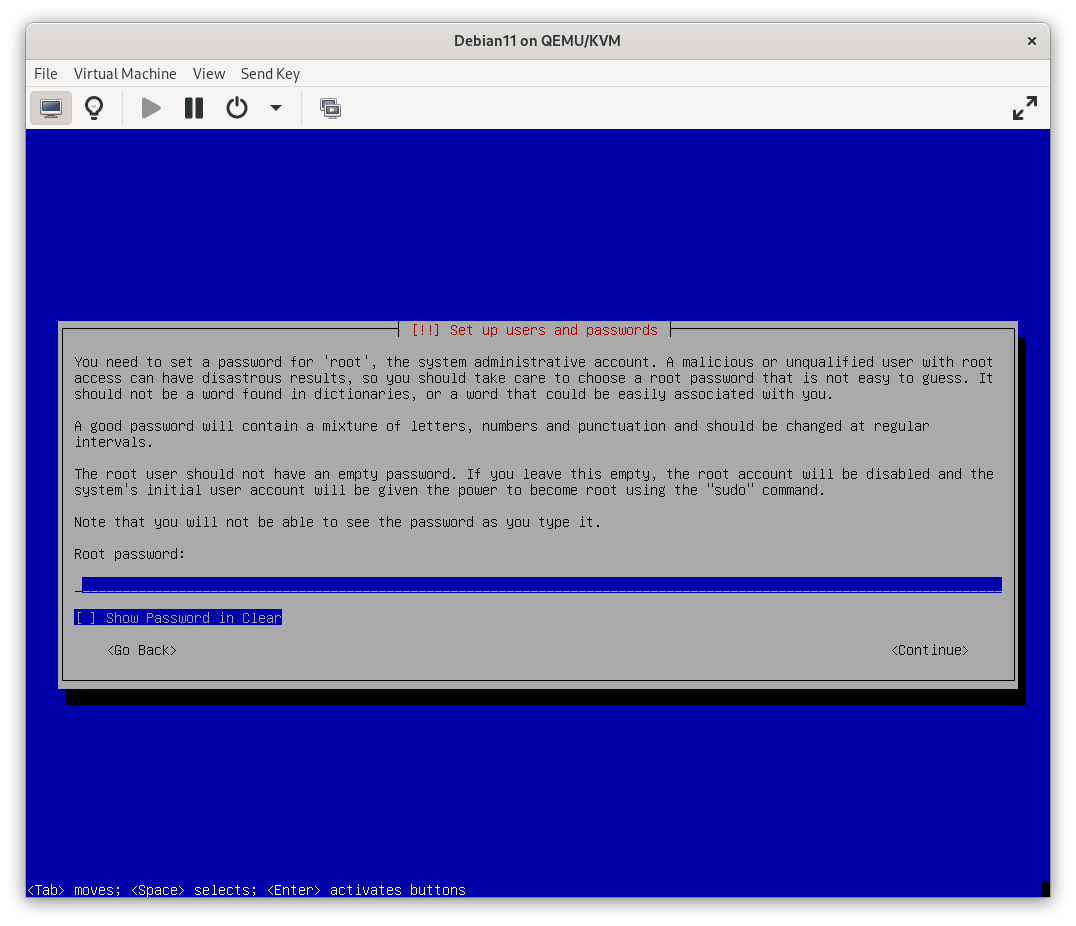 Debian11 on QEMU/KVM
File Virtual Machine View Send Key
[!!] Set up users and passwords
You need to set a password for 'root', the system administrative account. A malicious or unqualified user with root
access can have disastrous results, so you should take care to choose a root password that is not easy to guess. It
should not be a word found in dictionaries, or a word that could be easily associated with you.
A good password will contain a mixture of letters, numbers and punctuation and should be changed at regular
intervals.
The root user should not have an empty password. If you leave this empty, the root account will be disabled and the
system's initial user account will be given the power to become root using the "sudo" command.
Note that you will not be able to see the password as you type it.
Root password:
[ ] Show Password in Clear
<Go Back> <Continue>
<Tab> moves; <Space> selects; <Enter> activates buttons